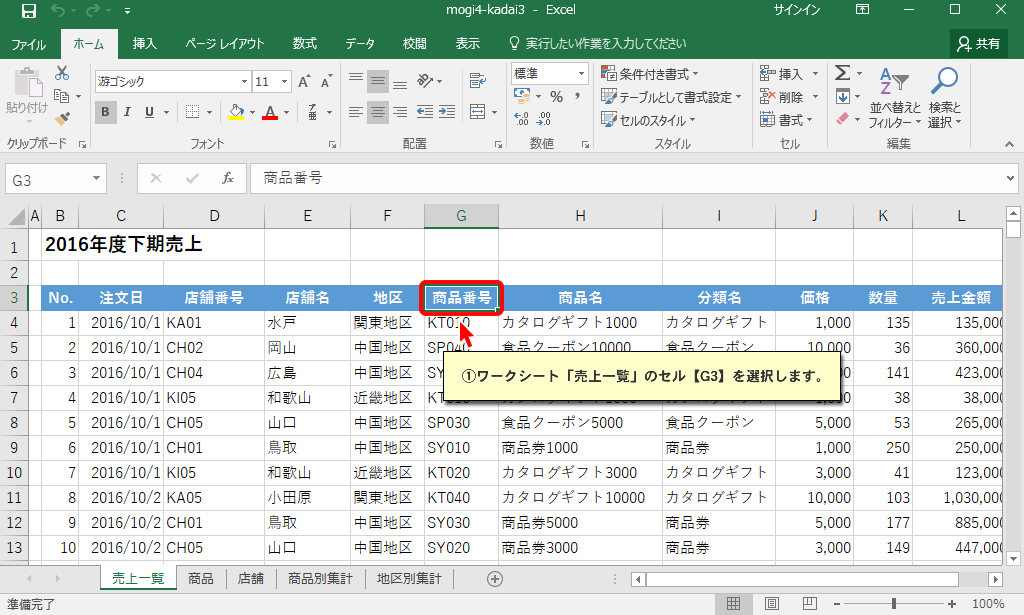 mogi4-kadai3 - Excel
サインイン
ファイル ホーム 挿入 ページ レイアウト 数式 データ 校閲 表示 実行したい作業を入力してください 共有
貼り付け
クリップボード
游ゴシック 11 A A
B I U A
フォント
配置
標準
% ,
数値
条件付き書式
テーブルとして書式設定
セルのスタイル
スタイル
挿入
削除
書式
セル
Σ
並べ替えと
フィルター
検索と
選択
編集
G3 fx 商品番号
A B C D E F G H I J K L
1 2016年度下期売上
2
3 No. 注文日 店舗番号 店舗名 地区 商品番号 商品名 分類名 価格 数量 売上金額
4 1 2016/10/1 KA01 水戸 関東地区 KT010 カタログギフト1000 カタログギフト 1,000 135 135,000
5 2 2016/10/1 CH02 岡山 中国地区 SP040 食品クーポン10000 食品クーポン 10,000 36 360,000
6 3 2016/10/1 CH04 広島 中国地区 SY 141 423,000
7 4 2016/10/1 KI05 和歌山 近畿地区 38 38,000
①ワークシート「売上一覧」のセル【G3】を選択します。
8 5 2016/10/1 CH05 山口 中国地区 SP030 食品クーポン5000 食品クーポン 5,000 53 265,000
9 6 2016/10/1 CH01 鳥取 中国地区 SY010 商品券1000 商品券 1,000 250 250,000
10 7 2016/10/1 KI05 和歌山 近畿地区 KT020 カタログギフト3000 カタログギフト 3,000 41 123,000
11 8 2016/10/2 KA05 小田原 関東地区 KT040 カタログギフト10000 カタログギフト 10,000 103 1,030,000
12 9 2016/10/2 CH01 鳥取 中国地区 SY030 商品券5000 商品券 5,000 177 885,000
13 10 2016/10/2 CH05 山口 中国地区 SY020 商品券3000 商品券 3,000 149 447,000
売上一覧 商品 店舗 商品別集計 地区別集計
準備完了 100%